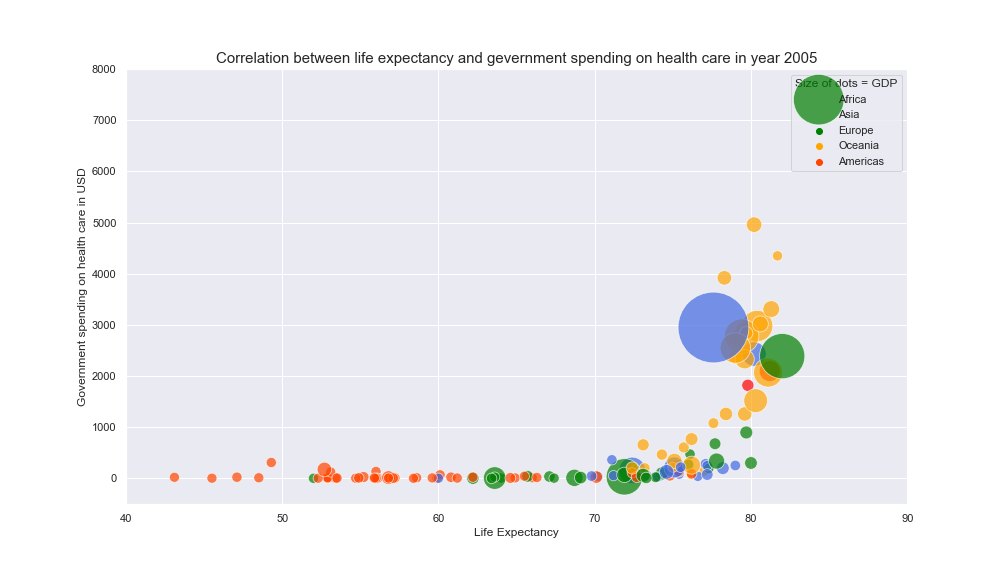 Correlation between life expectancy and gevernment spending on health care in year 2005
8000
7000
6000
5000
4000
3000
2000
1000
0
Government spending on health care in USD
40
50
60
70
80
90
Life Expectancy
Size of dots = GDP
Africa
Asia
Europe
Oceania
Americas